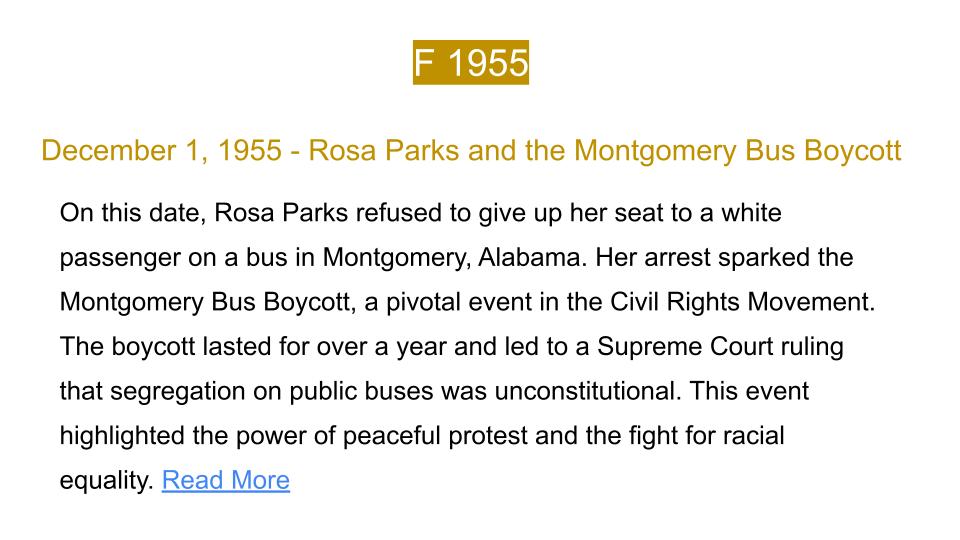 F 1955
December 1, 1955 - Rosa Parks and the Montgomery Bus Boycott
On this date, Rosa Parks refused to give up her seat to a white
passenger on a bus in Montgomery, Alabama. Her arrest sparked the
Montgomery Bus Boycott, a pivotal event in the Civil Rights Movement.
The boycott lasted for over a year and led to a Supreme Court ruling
that segregation on public buses was unconstitutional. This event
highlighted the power of peaceful protest and the fight for racial
equality. Read More